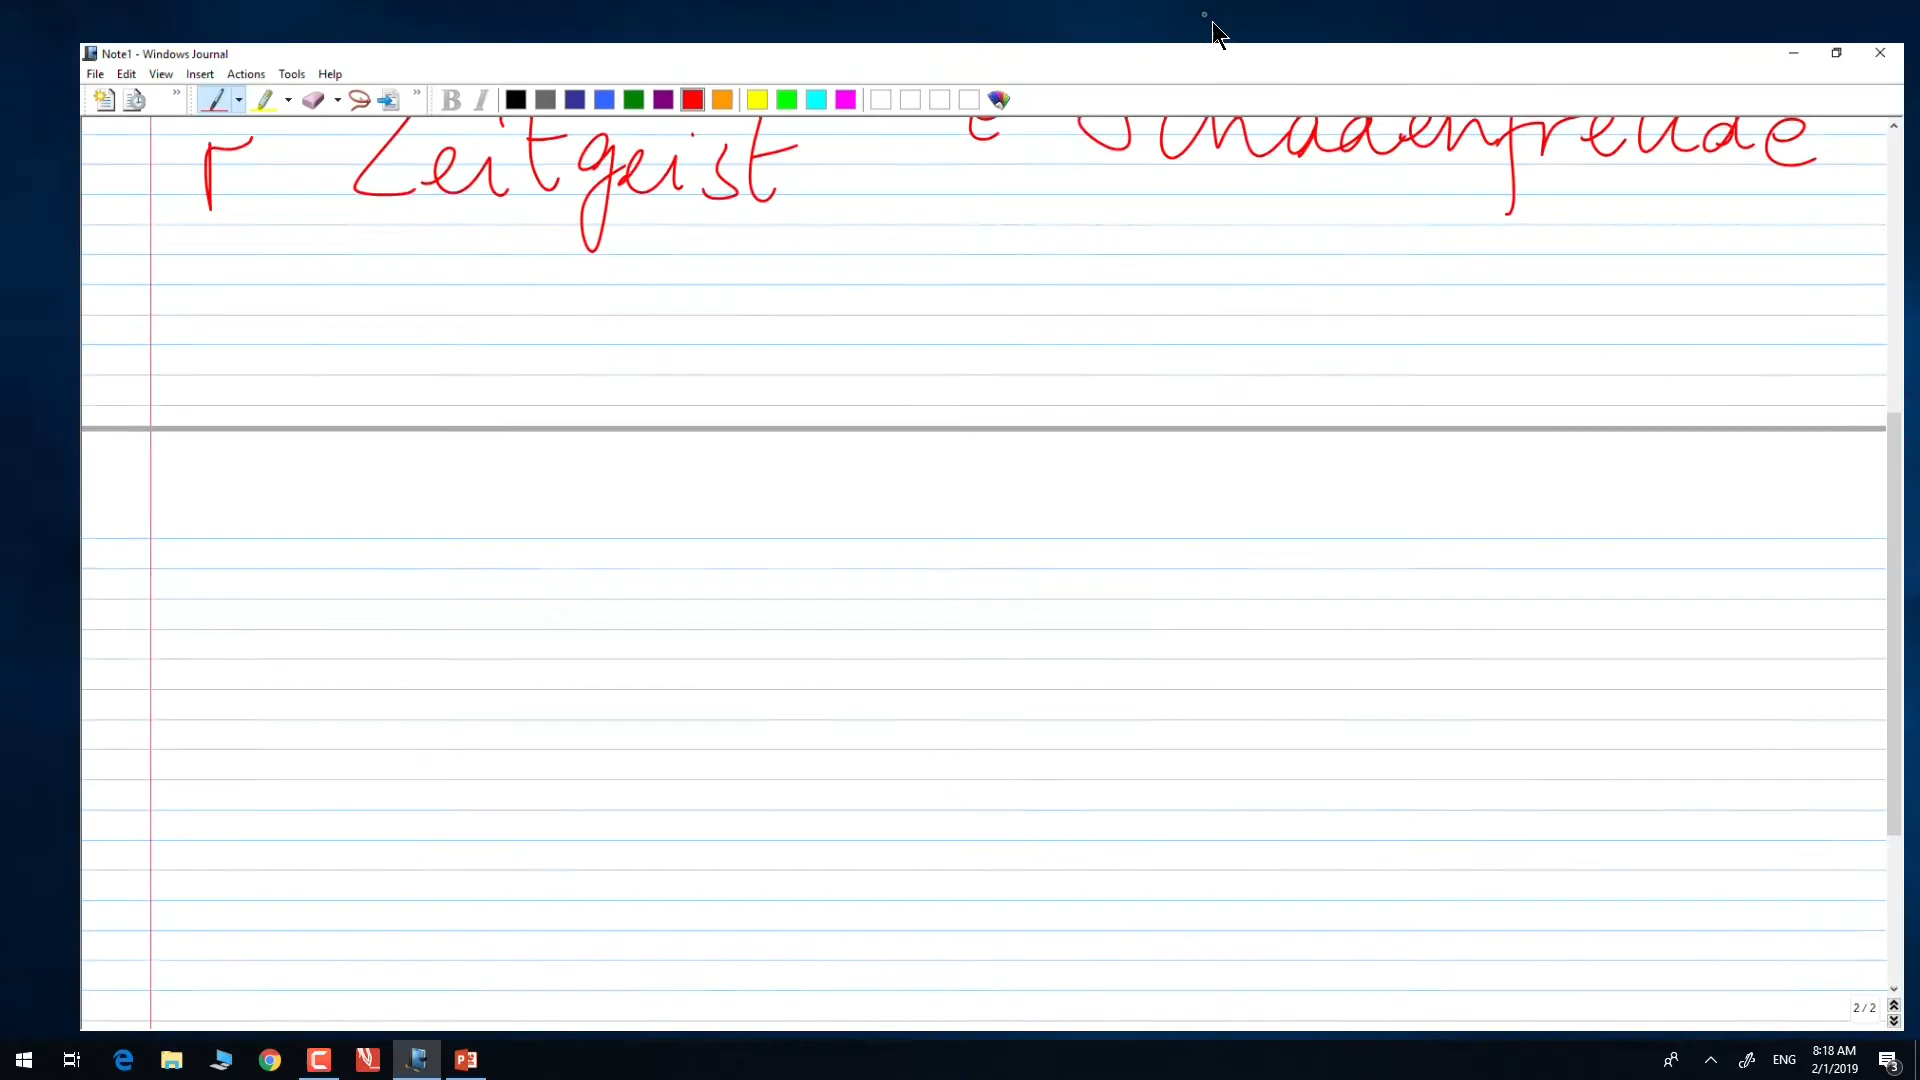 Note1 - Windows Journal
File Edit View Insert Actions Tools Help
B I
r Zeitgeist e Schadenfreude
2 / 2
ENG
8:18 AM
2/1/2019
3